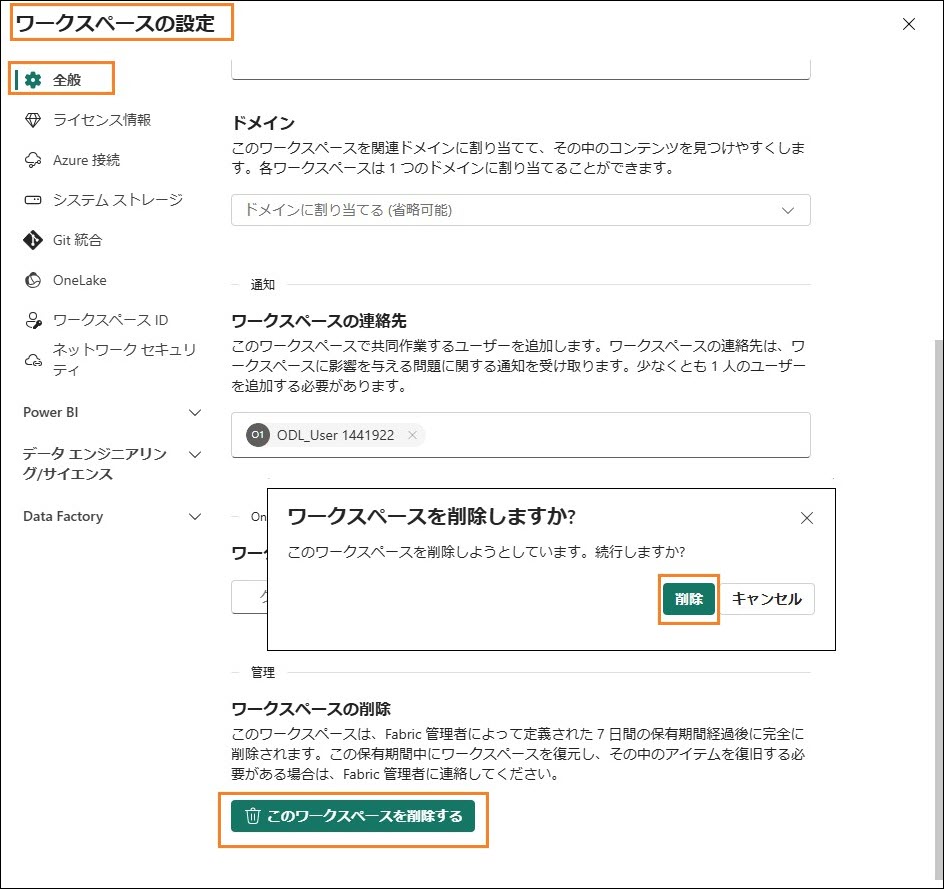 ワークスペースの設定
全般
ライセンス情報
Azure 接続
システム ストレージ
Git 統合
OneLake
ワークスペース ID
ネットワーク セキュリ
ティ
Power BI
データ エンジニアリン
グ/サイエンス
Data Factory
ドメイン
このワークスペースを関連ドメインに割り当てて、その中のコンテンツを見つけやすくしま
す。各ワークスペースは 1 つのドメインに割り当てることができます。
ドメインに割り当てる (省略可能)
通知
ワークスペースの連絡先
このワークスペースで共同作業するユーザーを追加します。ワークスペースの連絡先は、ワ
ークスペースに影響を与える問題に関する通知を受け取ります。少なくとも 1 人のユーザー
を追加する必要があります。
O1 ODL_User 1441922
On
ワー
ワークスペースを削除しますか?
このワークスペースを削除しようとしています。続行しますか?
削除
キャンセル
管理
ワークスペースの削除
このワークスペースは、Fabric 管理者によって定義された 7 日間の保有期間経過後に完全に
削除されます。この保有期間中にワークスペースを復元し、その中のアイテムを復旧する必
要がある場合は、Fabric 管理者に連絡してください。
このワークスペースを削除する